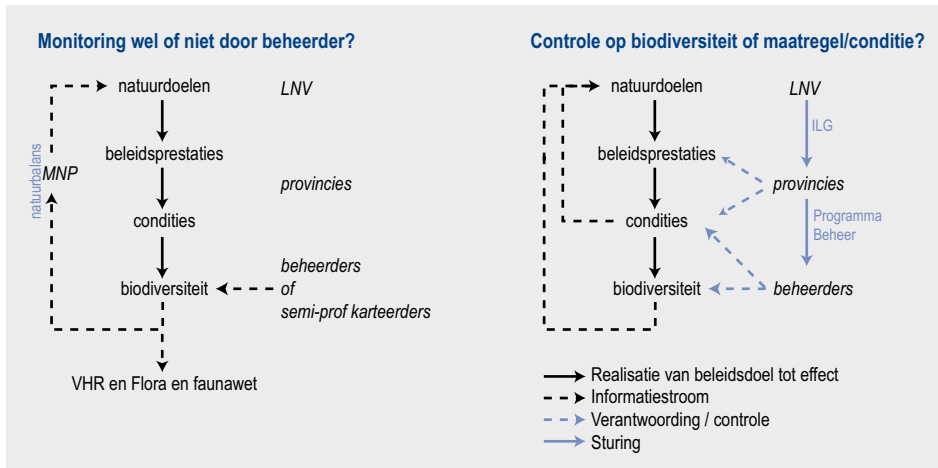 Monitoring wel of niet door beheerder?
natuurdoelen
LNV
beleidsprestaties
natuurbalans
MNP
provincies
condities
beheerders
of
semi-prof karteerders
biodiversiteit
VHR en Flora en faunawet
Controle op biodiversiteit of maatregel/conditie?
natuurdoelen
LNV
ILG
beleidsprestaties
provincies
condities
Programma
Beheer
biodiversiteit
beheerders
Realisatie van beleidsdoel tot effect
Informatiestroom
Verantwoording / controle
Sturing